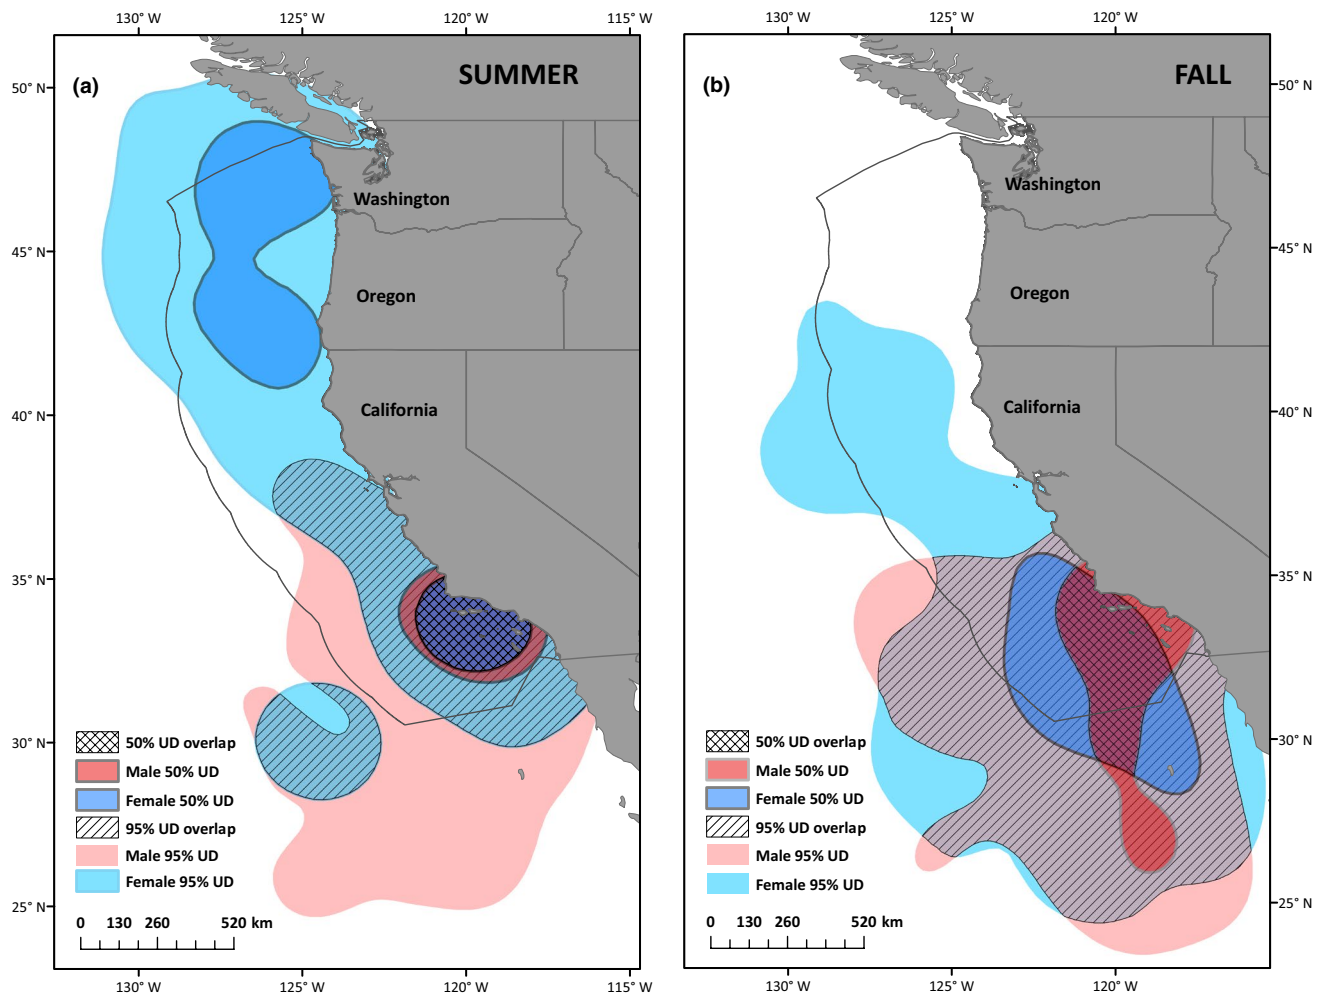 130° W 125° W 120° W
(a) SUMMER
50° N
45° N
40° N
35° N
30° N
25° N
Washington
Oregon
California
50% UD overlap
Male 50% UD
Female 50% UD
95% UD overlap
Male 95% UD
Female 95% UD
0 130 260 520 km
130° W 125° W 120° W 115° W
130° W 125° W 120° W
(b) FALL
50° N
45° N
40° N
35° N
30° N
25° N
Washington
Oregon
California
50% UD overlap
Male 50% UD
Female 50% UD
95% UD overlap
Male 95% UD
Female 95% UD
0 130 260 520 km
130° W 125° W 120° W